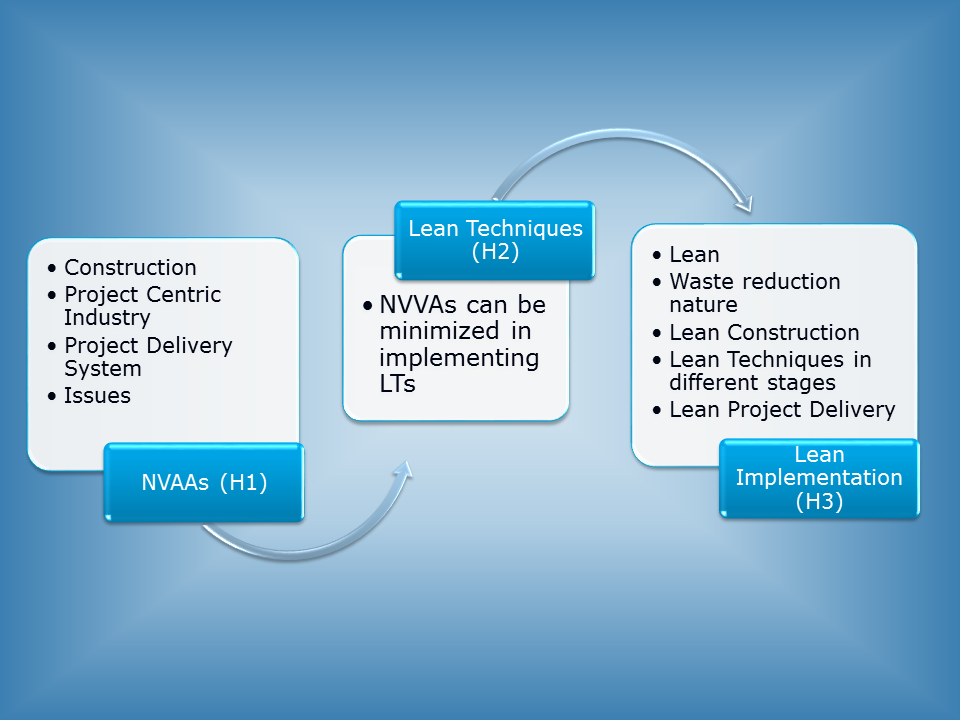 • Construction
• Project Centric
Industry
• Project Delivery
System
• Issues
NVAAs (H1)
Lean Techniques
(H2)
• NVVAs can be
minimized in
implementing
LTs
• Lean
• Waste reduction
nature
• Lean Construction
• Lean Techniques in
different stages
• Lean Project Delivery
Lean
Implementation
(H3)